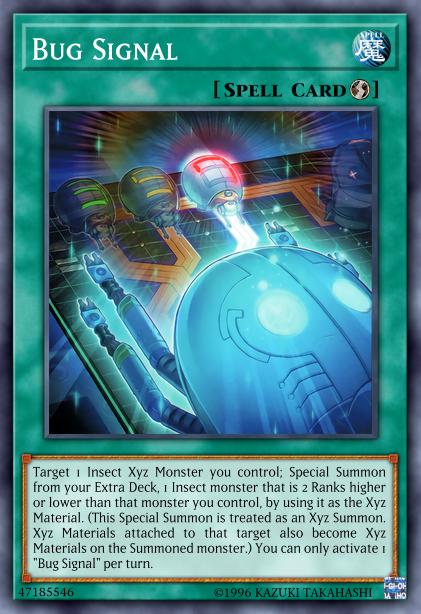 BUG SIGNAL
SPELL
魔
[SPELL CARD]
Target 1 Insect Xyz Monster you control; Special Summon
from your Extra Deck, 1 Insect monster that is 2 Ranks higher
or lower than that monster you control, by using it as the Xyz
Material. (This Special Summon is treated as an Xyz Summon.
Xyz Materials attached to that target also become Xyz
Materials on the Summoned monster.) You can only activate 1
"Bug Signal" per turn.
47185546
©1996 KAZUKI TAKAHASHI